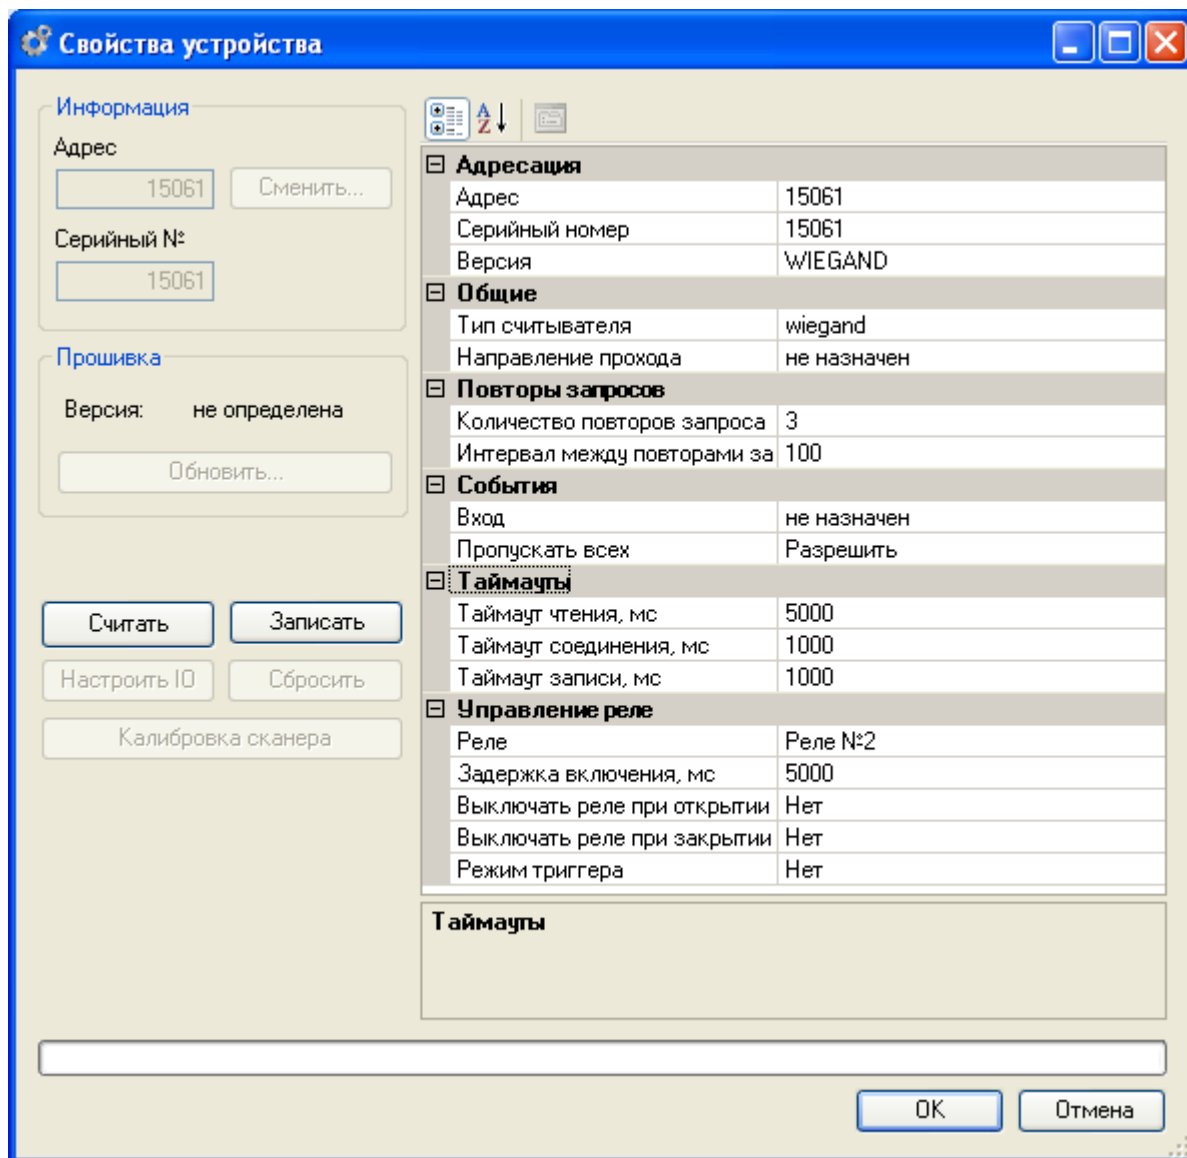 Свойства устройства
Информация
Адрес
15061 Сменить...
Серийный №
15061
Прошивка
Версия: не определена
Обновить...
Считать Записать
Настроить IO Сбросить
Калибровка сканера
Адресация
Адрес 15061
Серийный номер 15061
Версия WIEGAND
Общие
Тип считывателя wiegand
Направление прохода не назначен
Повторы запросов
Количество повторов запроса 3
Интервал между повторами за 100
События
Вход не назначен
Пропускать всех Разрешить
Таймауты
Таймаут чтения, мс 5000
Таймаут соединения, мс 1000
Таймаут записи, мс 1000
Управление реле
Реле Реле №2
Задержка включения, мс 5000
Выключать реле при открытии Нет
Выключать реле при закрытии Нет
Режим триггера Нет
Таймауты
OK Отмена